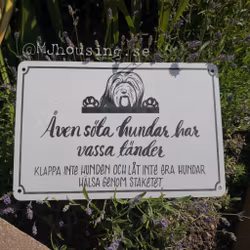 @MJhousing.se
Även söta hundar har
vassa tänder
KLAPPA INTE HUNDEN OCH LÅT INTE ERA HUNDAR
HÄLSA GENOM STAKETET